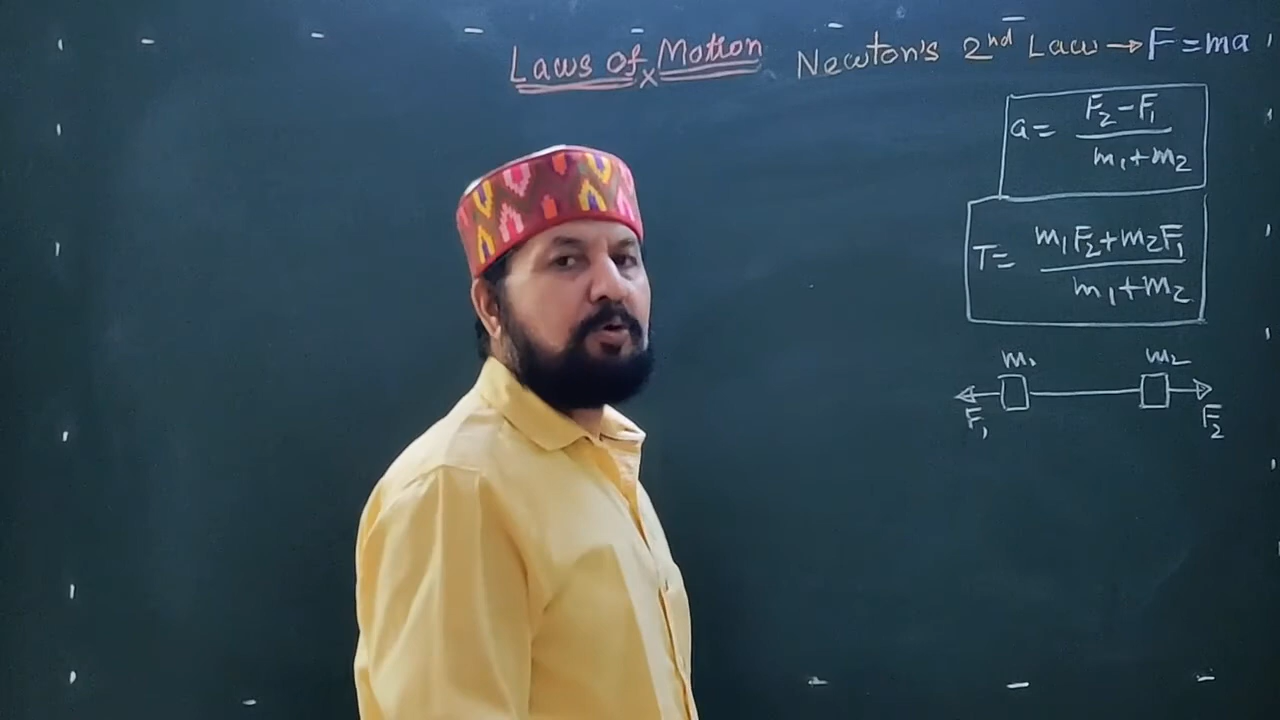 Laws of Motion Newton's 2nd Law → F = ma
a = F₂ - F₁ / m₁ + m₂
T = m₁F₂ + m₂F₁ / m₁ + m₂
m₁ m₂
F₁ F₂